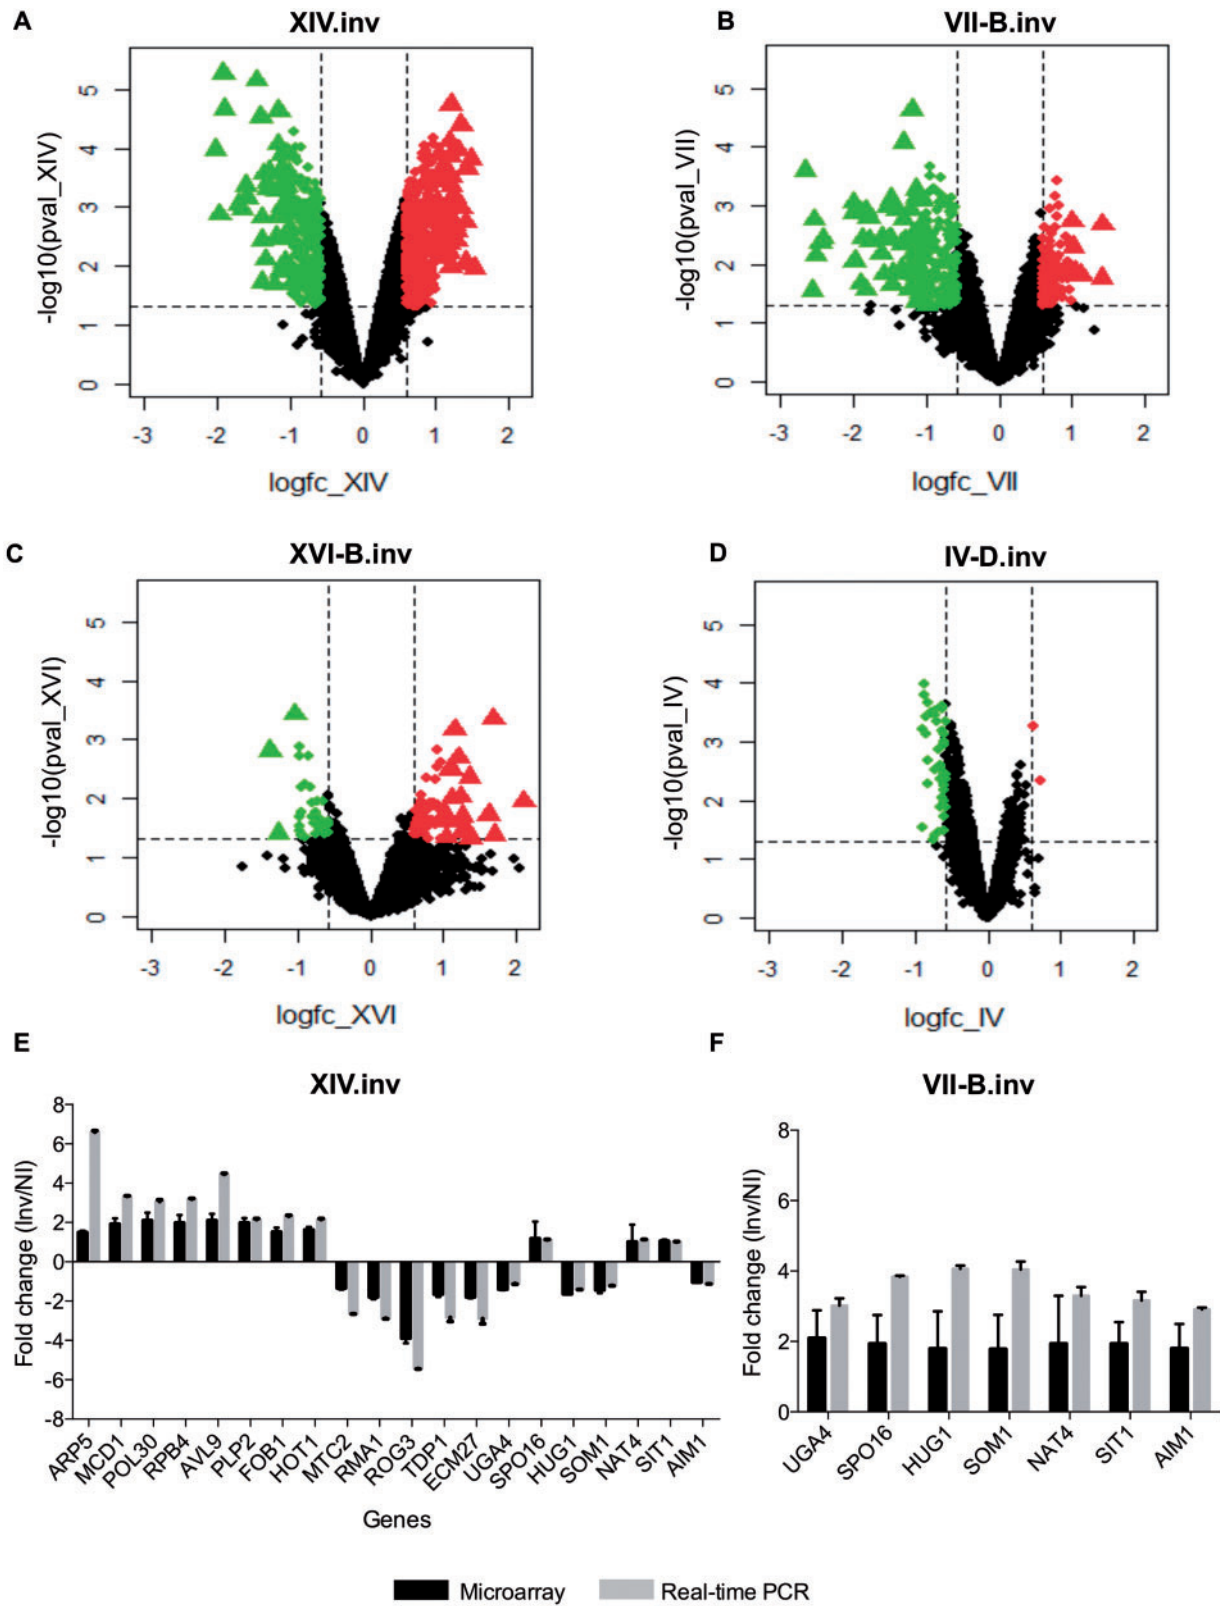 A
XIV.inv
-log10(pval_XIV)
5
4
3
2
1
0
-3 -2 -1 0 1 2
logfc_XIV
B
VII-B.inv
-log10(pval_VII)
5
4
3
2
1
0
-3 -2 -1 0 1 2
logfc_VII
C
XVI-B.inv
-log10(pval_XVI)
5
4
3
2
1
0
-3 -2 -1 0 1 2
logfc_XVI
D
IV-D.inv
-log10(pval_IV)
5
4
3
2
1
0
-3 -2 -1 0 1 2
logfc_IV
E
XIV.inv
Fold change (Inv/NI)
8
6
4
2
0
-2
-4
-6
-8
ARP5 MCD1 POL30 RPB4 AVL9 PLP2 FOB1 HOT1 MTC2 RMA1 ROG3 TDP1 ECM27 UGA4 SPO16 HUG1 SOM1 NAT4 SIT1 AIM1
Genes
F
VII-B.inv
Fold change (Inv/NI)
8
6
4
2
0
UGA4 SPO16 HUG1 SOM1 NAT4 SIT1 AIM1
Microarray Real-time PCR